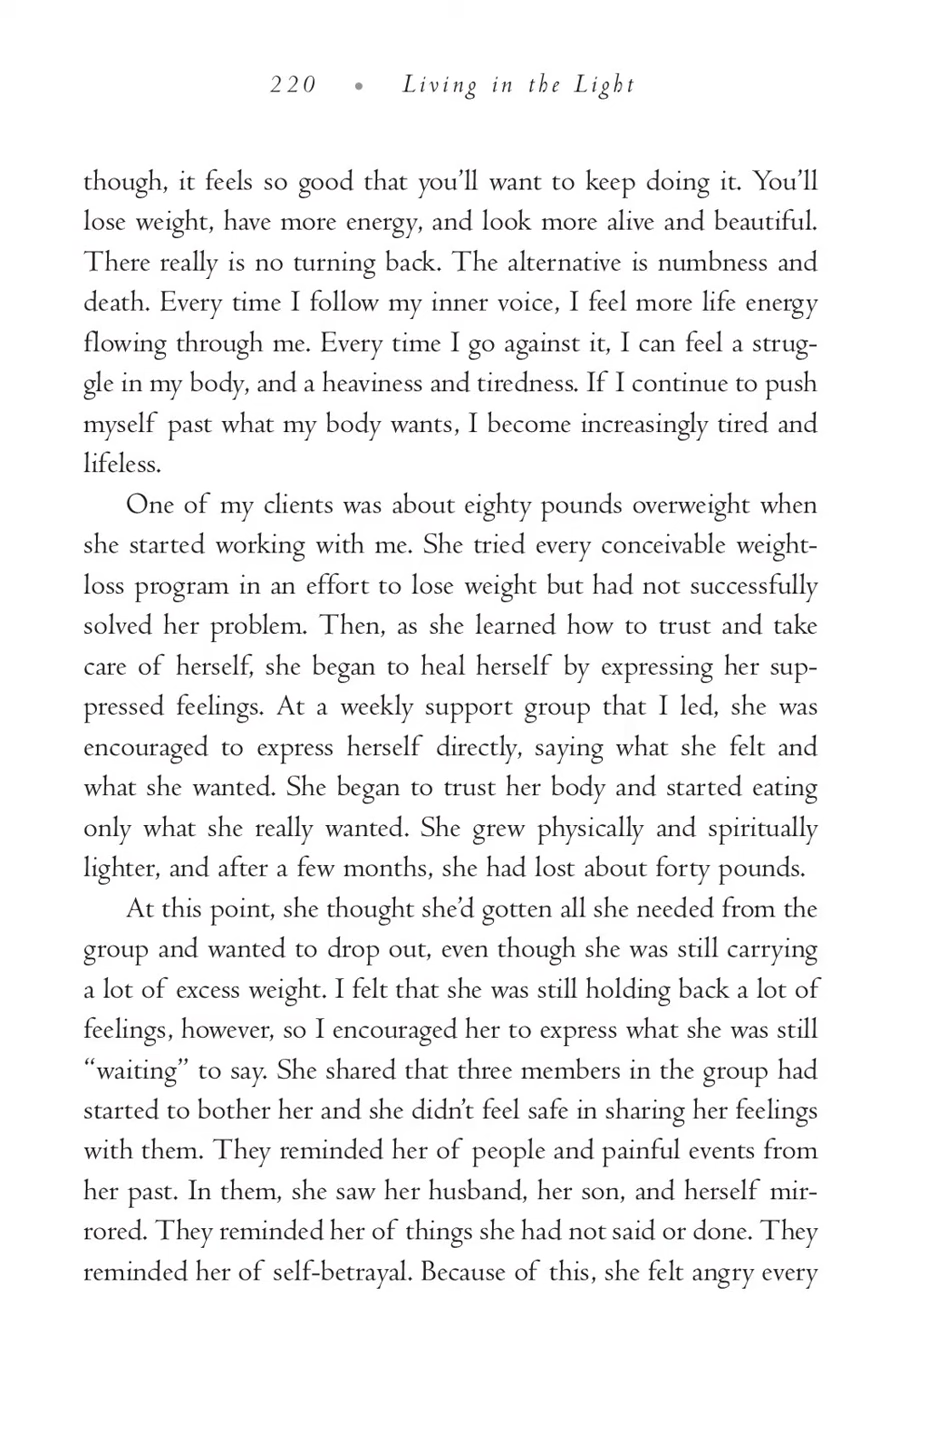 220 • Living in the Light
though, it feels so good that you’ll want to keep doing it. You’ll
lose weight, have more energy, and look more alive and beautiful.
There really is no turning back. The alternative is numbness and
death. Every time I follow my inner voice, I feel more life energy
flowing through me. Every time I go against it, I can feel a strug-
gle in my body, and a heaviness and tiredness. If I continue to push
myself past what my body wants, I become increasingly tired and
lifeless.
One of my clients was about eighty pounds overweight when
she started working with me. She tried every conceivable weight-
loss program in an effort to lose weight but had not successfully
solved her problem. Then, as she learned how to trust and take
care of herself, she began to heal herself by expressing her sup-
pressed feelings. At a weekly support group that I led, she was
encouraged to express herself directly, saying what she felt and
what she wanted. She began to trust her body and started eating
only what she really wanted. She grew physically and spiritually
lighter, and after a few months, she had lost about forty pounds.
At this point, she thought she’d gotten all she needed from the
group and wanted to drop out, even though she was still carrying
a lot of excess weight. I felt that she was still holding back a lot of
feelings, however, so I encouraged her to express what she was still
“waiting” to say. She shared that three members in the group had
started to bother her and she didn’t feel safe in sharing her feelings
with them. They reminded her of people and painful events from
her past. In them, she saw her husband, her son, and herself mir-
rored. They reminded her of things she had not said or done. They
reminded her of self-betrayal. Because of this, she felt angry every